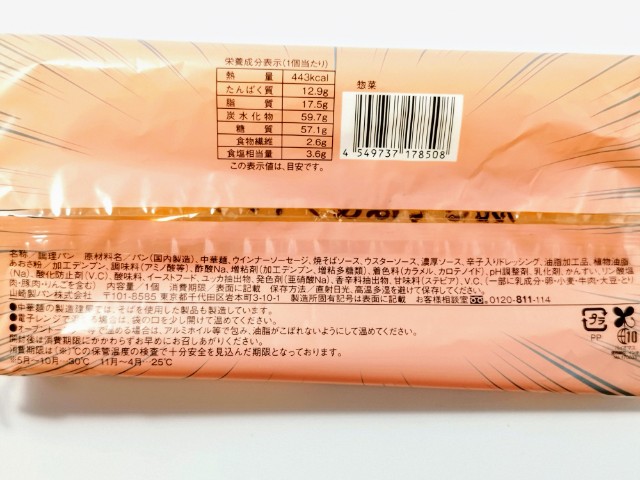 栄養成分表示(1個当たり)
熱量 443kcal
たんぱく質 12.9g
脂質 17.5g
炭水化物 59.7g
糖質 57.1g
食物繊維 2.6g
食塩相当量 3.6g
この表示値は、目安です。
惣菜
4 549737 178508
名称/調理パン 原材料名/パン(国内製造)、中華麺、ウインナーソーセージ、焼そばソース、ウスターソース、濃厚ソース、辛子入りドレッシング、油脂加工品、植物油脂、
あおさ粉/加工デンプン、調味料(アミノ酸等)、酢酸Na、増粘剤(加工デンプン、増粘多糖類)、着色料(カラメル、カロテノイド)、pH調整剤、乳化剤、かんすい、リン酸塩
(Na)、酸化防止剤(V.C)、酸味料、イーストフード、ユッカ抽出物、発色剤(亜硝酸Na)、香辛料抽出物、甘味料(ステビア)、V.C、(一部に乳成分・卵・小麦・牛肉・大豆・とり
肉・豚肉・りんごを含む) 内容量/1個 消費期限/表面に記載 保存方法/直射日光、高温多湿を避けて保存してください。
山崎製パン株式会社 〒101-8585 東京都千代田区岩本町3-10-1 製造所固有記号は表面に記載 お客様相談室 0120-811-114
●中華麺の製造工場では、そばを使用した製品も製造しています。
●電子レンジで温める場合は、袋の口を少し開けて温めてください。
●オーブントースターで温める場合は、アルミホイル等で包み、油脂がこぼれないようにしてください。
開封後は消費期限にかかわらずお早めにお召しあがりください。
消費期限は(※)℃の保管温度の検査で十分安全を見込んだ期限となっております。
※5月~10月…30℃ 11月~4月…25℃
プラ
PP
10